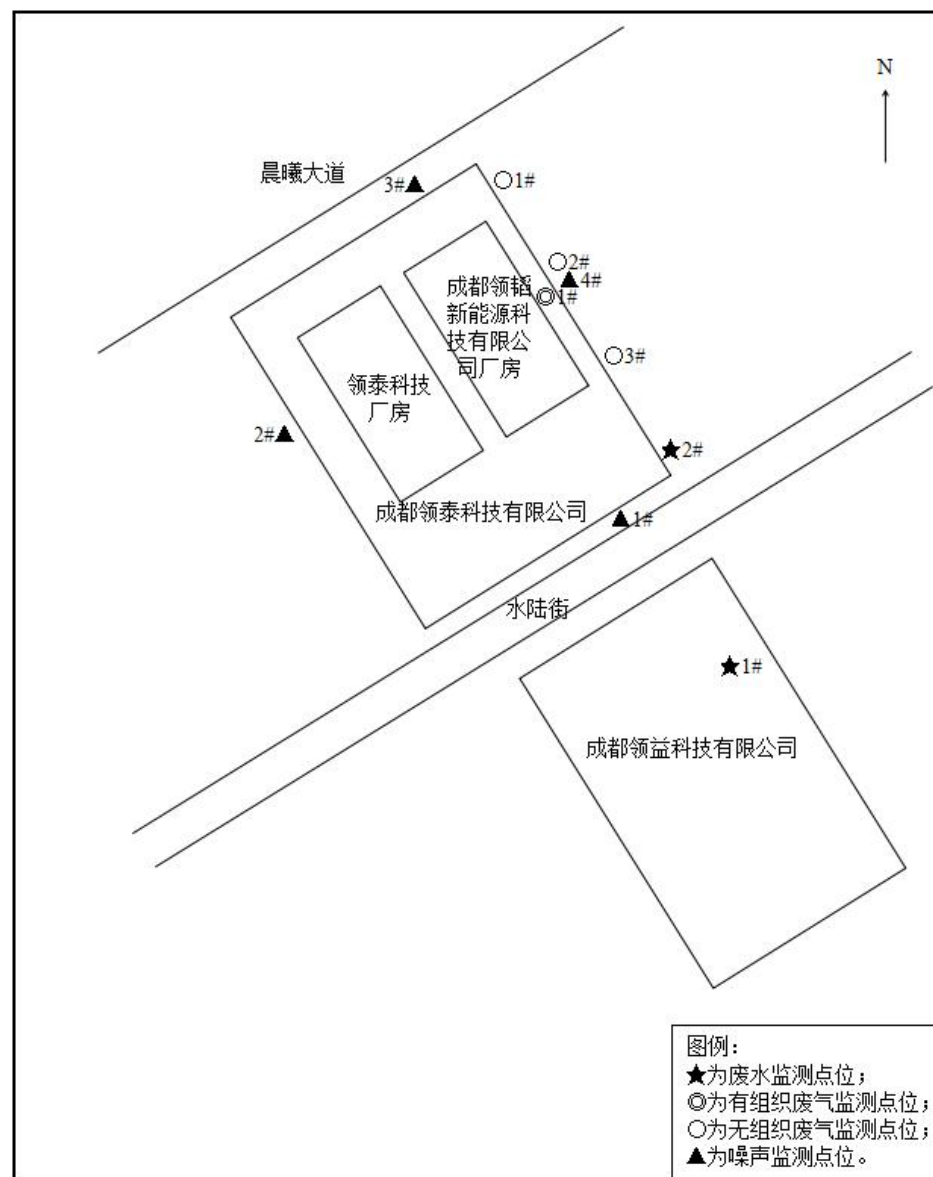 N
晨曦大道
3#▲
○1#
○2#
▲4#
◎1#
成都领韬
新能源科
技有限公
司厂房
○3#
领泰科技
厂房
2#▲
★2#
成都领泰科技有限公司
▲1#
水陆街
★1#
成都领益科技有限公司
图例：
★为废水监测点位；
◎为有组织废气监测点位；
○为无组织废气监测点位；
▲为噪声监测点位。